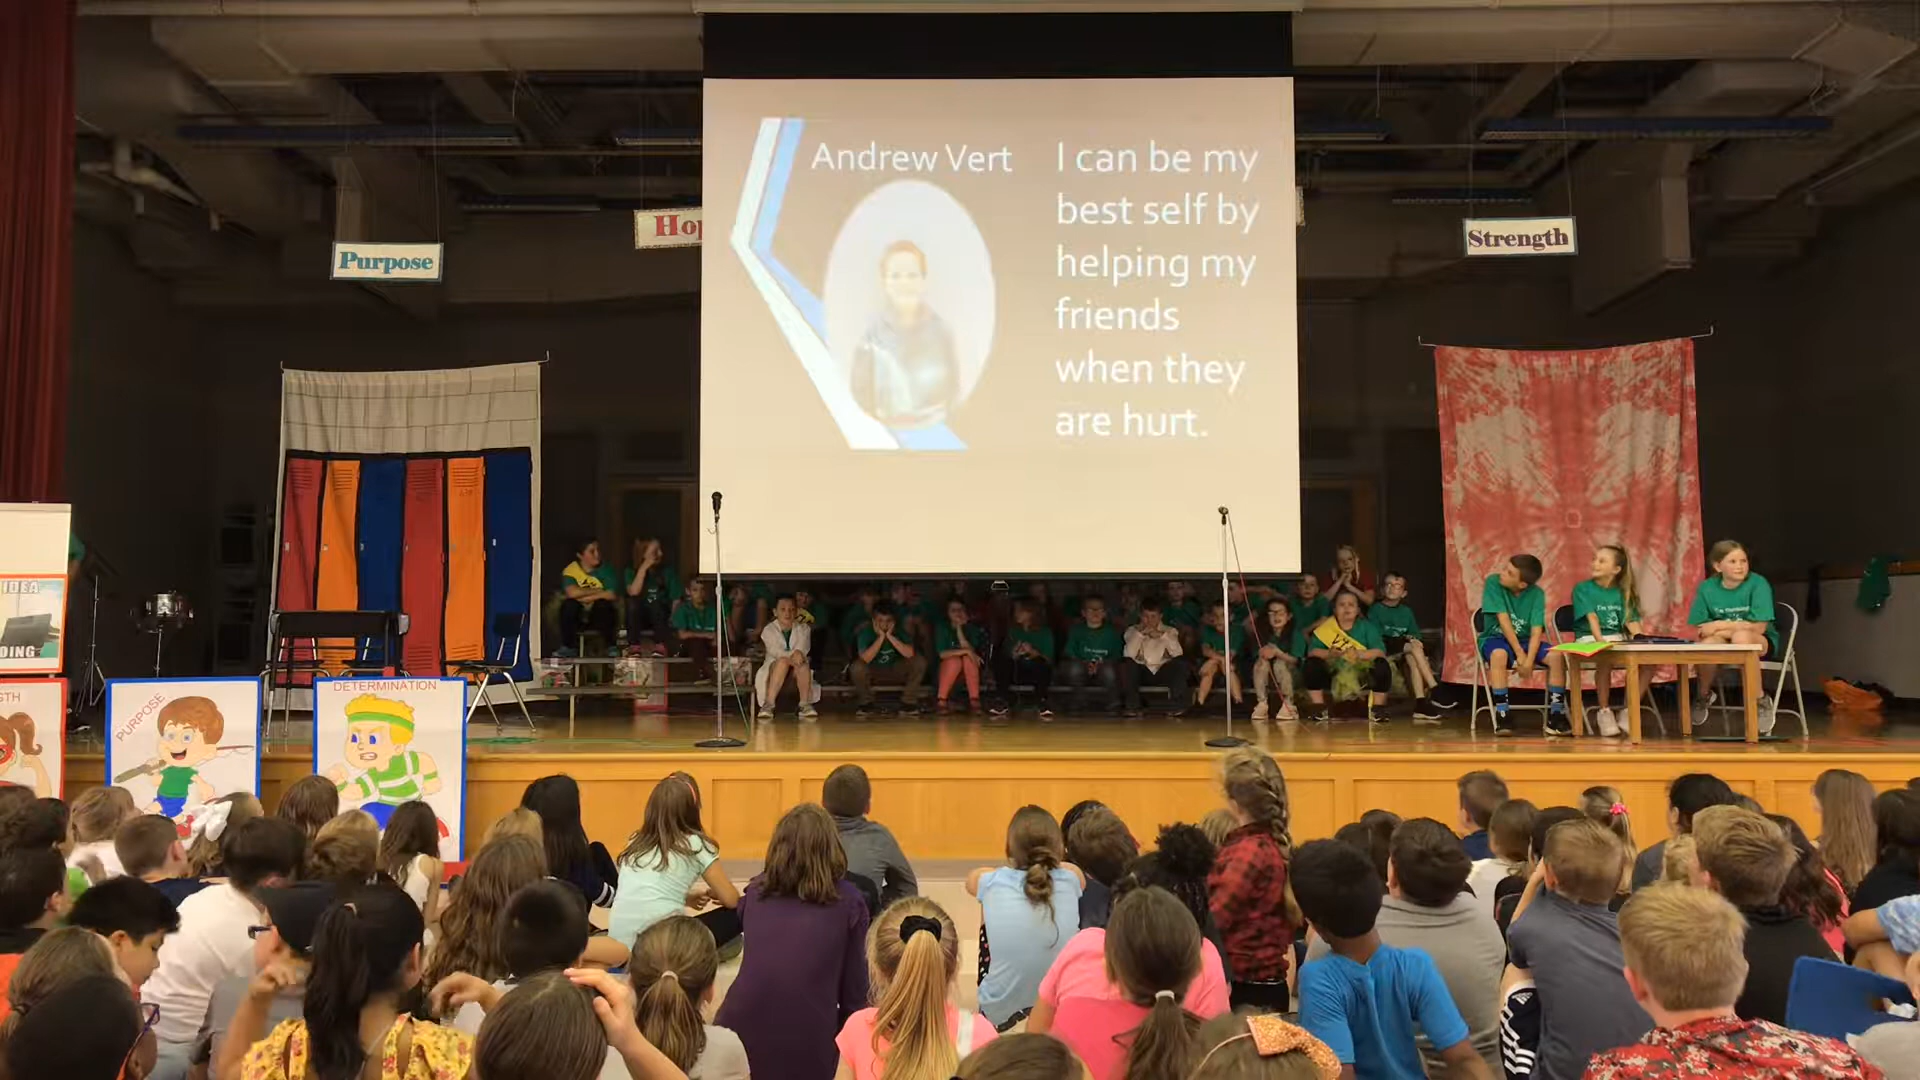 Andrew Vert
I can be my
best self by
helping my
friends
when they
are hurt.
Purpose
Strength
IDEA
PURPOSE
DETERMINATION